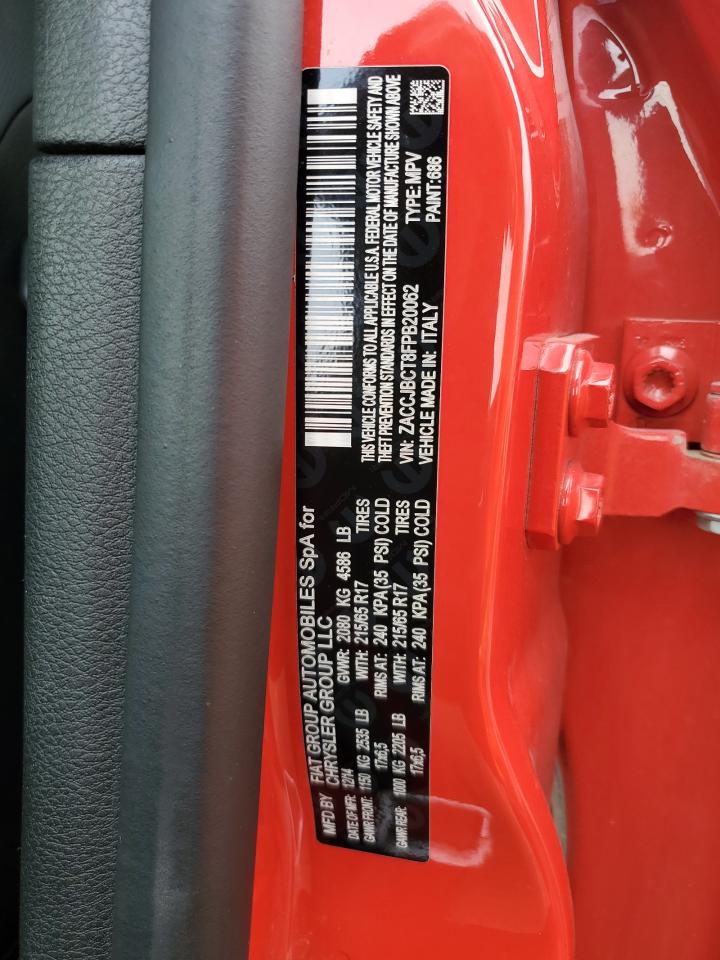 MFD BY FIAT GROUP AUTOMOBILES SpA for
CHRYSLER GROUP LLC
DATE OF MFR: 12/14 GVWR: 2080 KG 4586 LB
GAWR FRONT: 1150 KG 2535 LB WITH: 215/65 R17 TIRES
17x6,5 RIMS AT: 240 KPA(35 PSI) COLD
GAWR REAR: 1000 KG 2205 LB WITH: 215/65 R17 TIRES
17x6,5 RIMS AT: 240 KPA(35 PSI) COLD
THIS VEHICLE CONFORMS TO ALL APPLICABLE U.S.A. FEDERAL MOTOR VEHICLE SAFETY AND
THEFT PREVENTION STANDARDS IN EFFECT ON THE DATE OF MANUFACTURE SHOWN ABOVE
VIN: ZACCJBCT8FPB20062 TYPE: MPV
VEHICLE MADE IN: ITALY PAINT:686